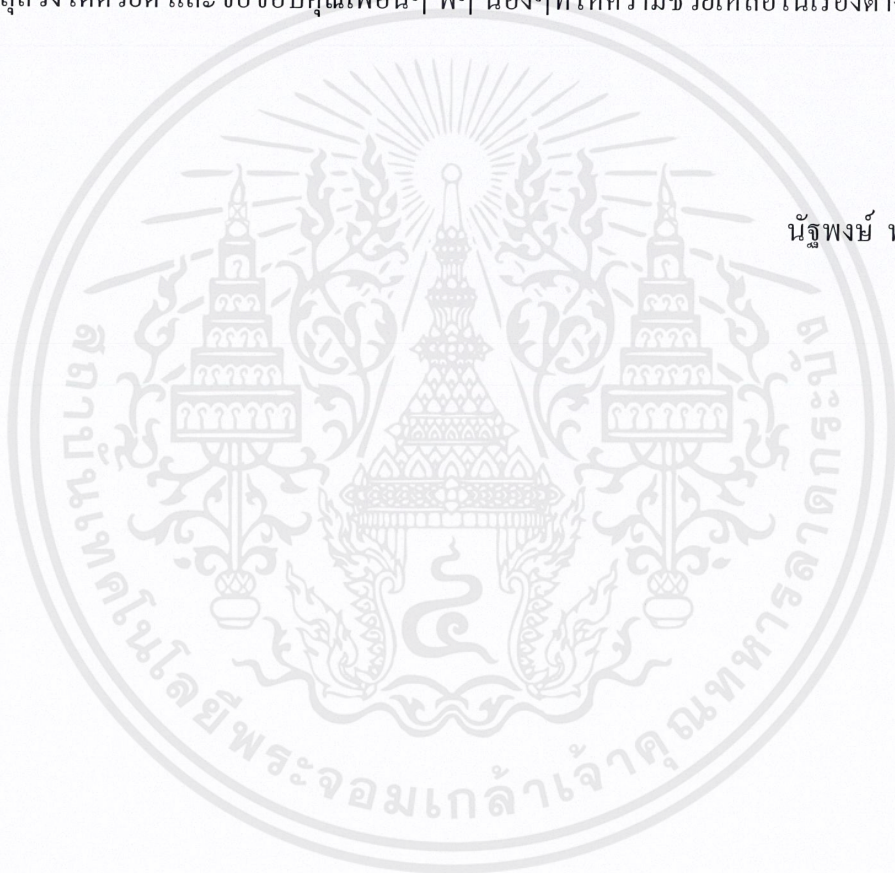 และขอขอบคุณเพื่อนๆ พี่ๆ น้องๆที่ให้ความช่วยเหลือในเรื่อง
นัฐพงษ์
สถาบันเทคโนโลยีพระจอมเกล้าเจ้าคุณทหารลาดกระบัง
๔